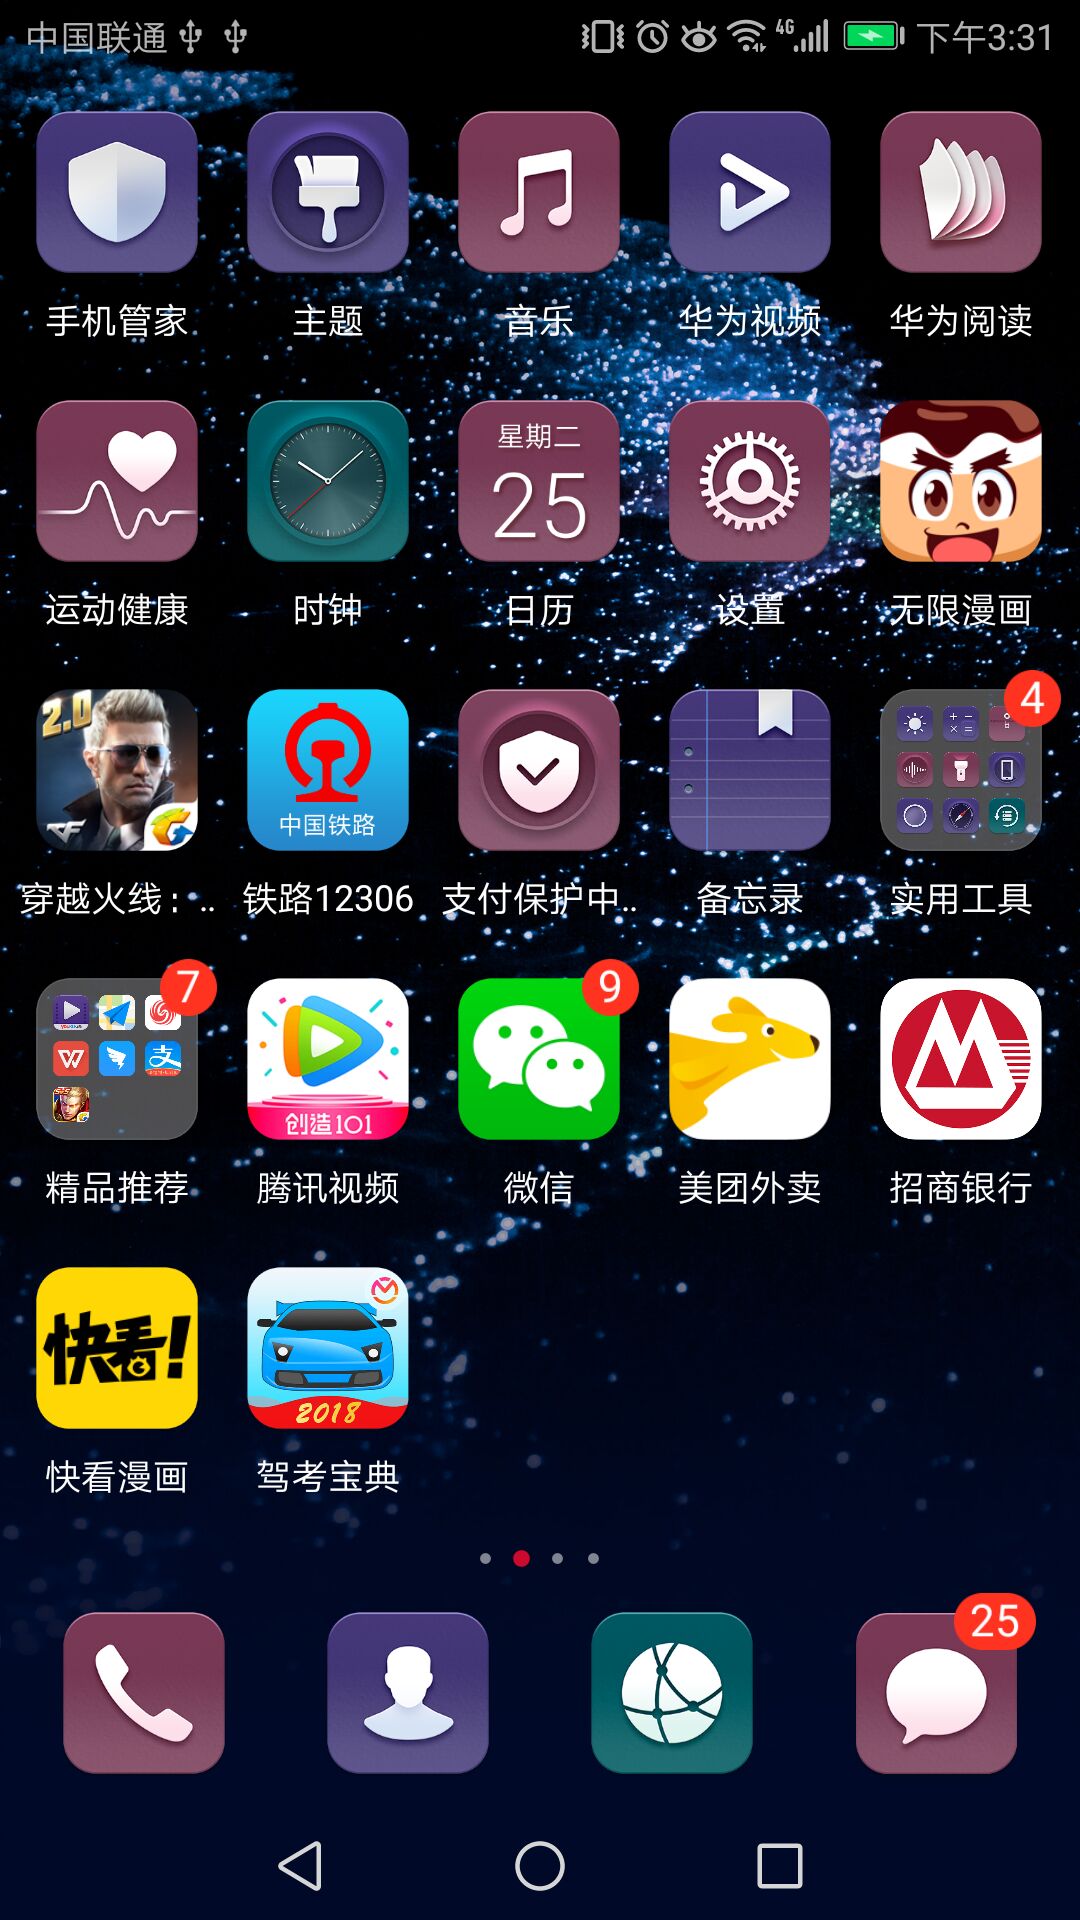 中国联通 4G 下午3:31
手机管家 主题 音乐 华为视频 华为阅读
星期二
25
运动健康 时钟 日历 设置 无限漫画
2.0
CF
中国铁路
4
穿越火线：.. 铁路12306 支付保护中.. 备忘录 实用工具
7 9
创造101
精品推荐 腾讯视频 微信 美团外卖 招商银行
快看!
2018
快看漫画 驾考宝典
25